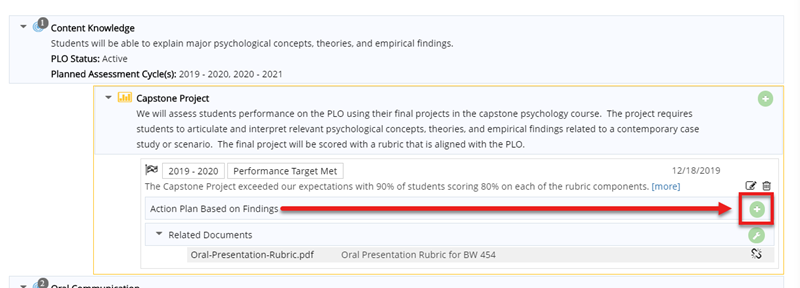 1 Content Knowledge
Students will be able to explain major psychological concepts, theories, and empirical findings.
PLO Status: Active
Planned Assessment Cycle(s): 2019 - 2020, 2020 - 2021
Capstone Project
We will assess students performance on the PLO using their final projects in the capstone psychology course. The project requires
students to articulate and interpret relevant psychological concepts, theories, and empirical findings related to a contemporary case
study or scenario. The final project will be scored with a rubric that is aligned with the PLO.
2019 - 2020 Performance Target Met 12/18/2019
The Capstone Project exceeded our expectations with 90% of students scoring 80% on each of the rubric components. [more]
Action Plan Based on Findings
Related Documents
Oral-Presentation-Rubric.pdf Oral Presentation Rubric for BW 454
2 Oral Communication